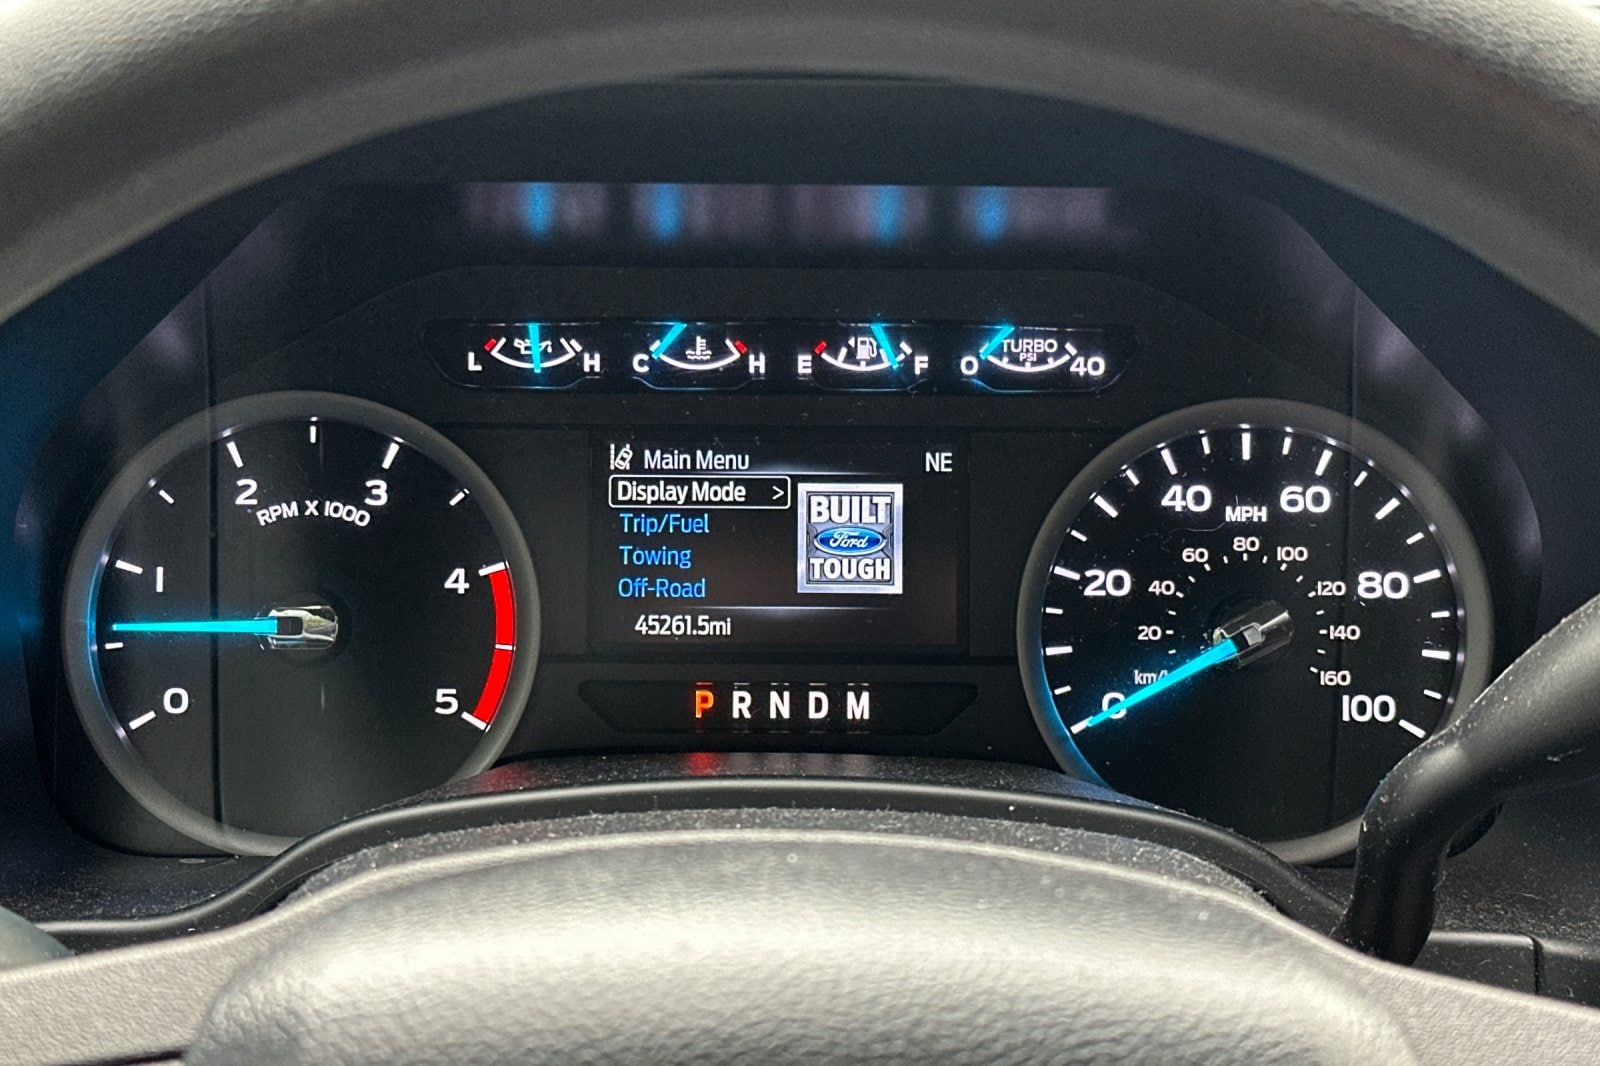 L H C H E F 0 TURBO PSI 40
0 1 2 3 4 5
RPM X 1000
Main Menu NE
Display Mode >
Trip/Fuel
Towing
Off-Road
45261.5mi
BUILT
Ford
TOUGH
P R N D M
0 20 40 60 80 100
MPH
20 40 60 80 100 120 140 160